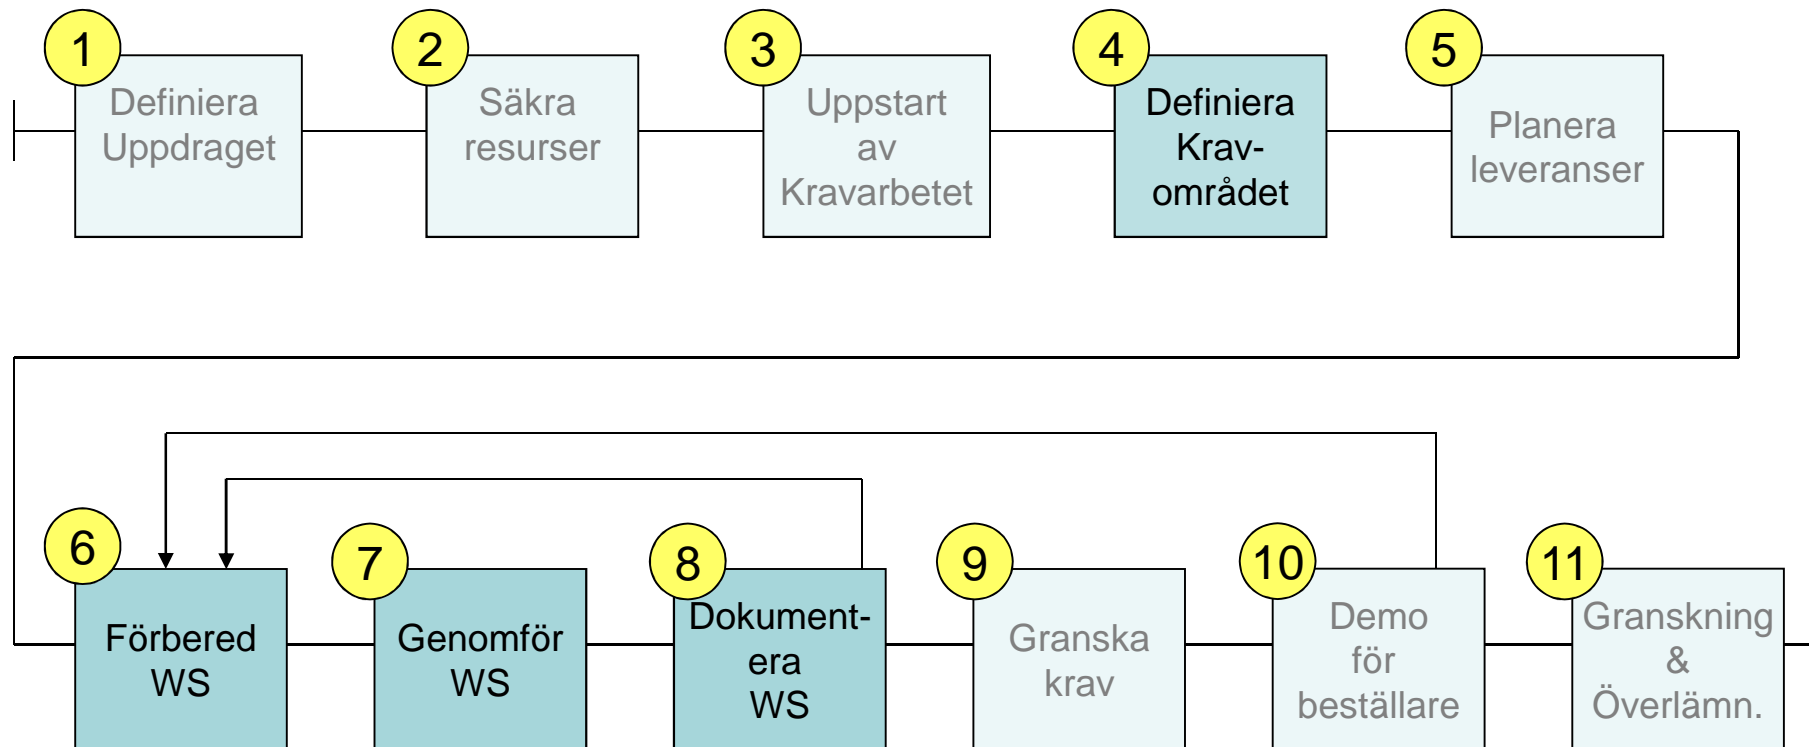 1
Definiera
Uppdraget
2
Säkra
resurser
3
Uppstart
av
Kravarbetet
4
Definiera
Krav-
området
5
Planera
leveranser
6
Förbered
WS
7
Genomför
WS
8
Dokument-
era
WS
9
Granska
krav
10
Demo
för
beställare
11
Granskning
&
Överlämn.